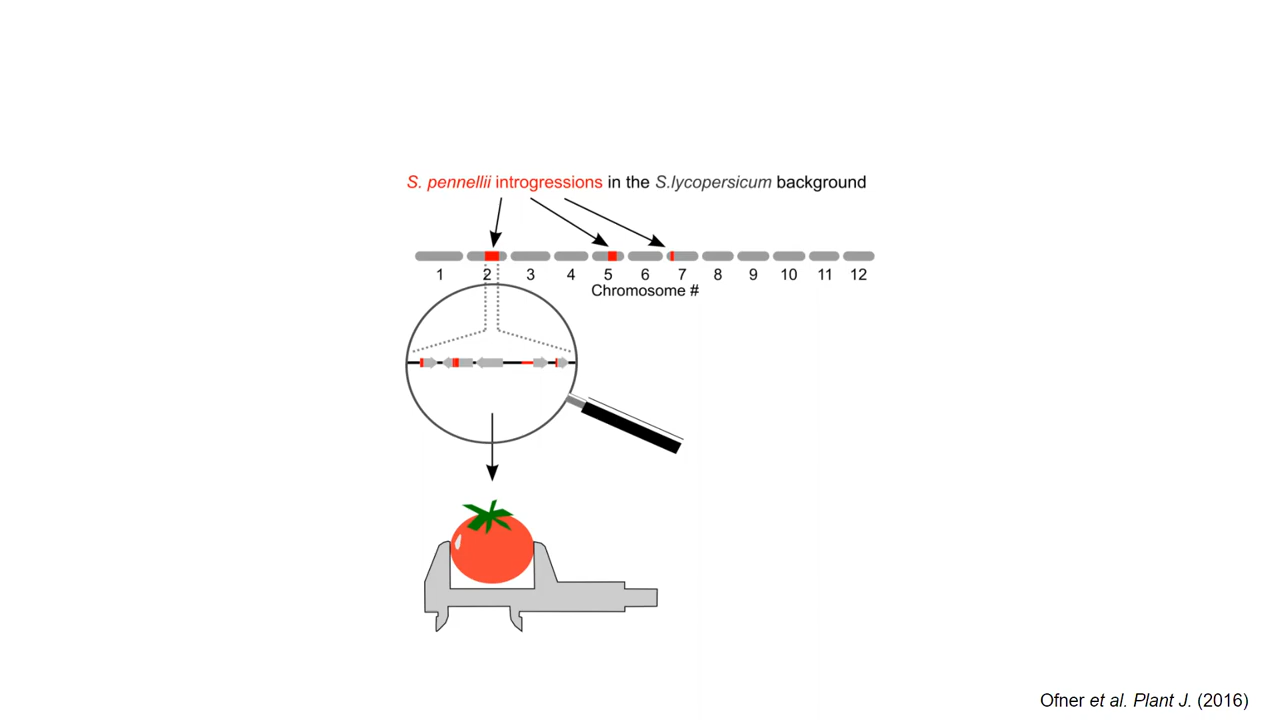 S. pennellii introgressions in the S.lycopersicum background
1 2 3 4 5 6 7 8 9 10 11 12
Chromosome #
Ofner et al. Plant J. (2016)